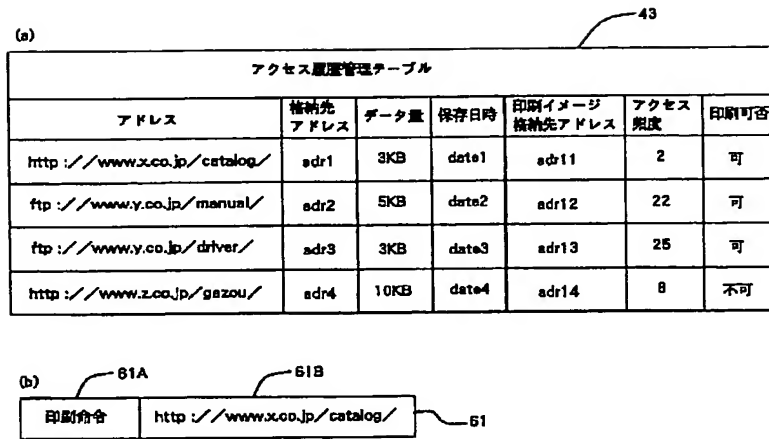 (a)
43
アクセス履歴管理テーブル
アドレス 格納先アドレス データ量 保存日時 印刷イメージ格納先アドレス アクセス頻度 印刷可否
http://www.x.co.jp/catalog/ adr1 3KB date1 adr11 2 可
ftp://www.y.co.jp/manual/ adr2 5KB date2 adr12 22 可
ftp://www.y.co.jp/driver/ adr3 3KB date3 adr13 25 可
http://www.z.co.jp/gazou/ adr4 10KB date4 adr14 8 不可
(b)
61A
61B
印刷命令 http://www.x.co.jp/catalog/
61